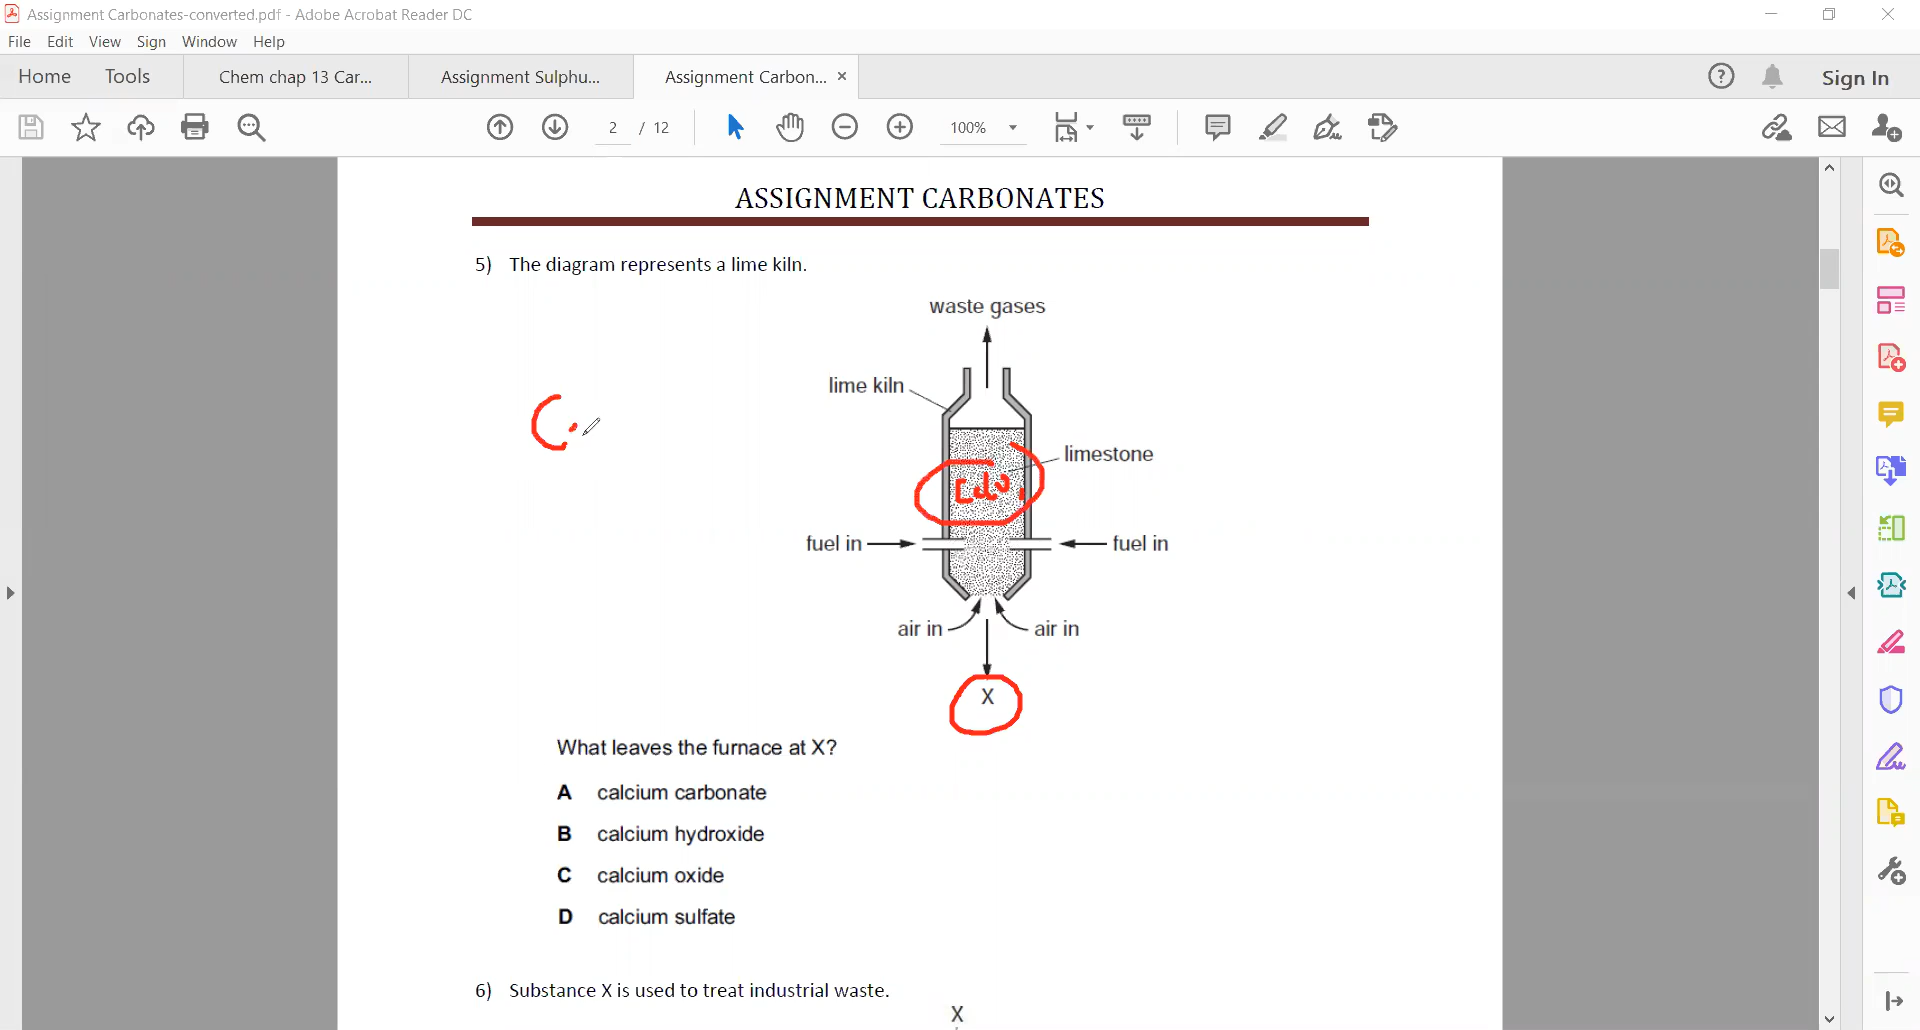 Assignment Carbonates-converted.pdf - Adobe Acrobat Reader DC
File Edit View Sign Window Help
Home Tools Chem chap 13 Car... Assignment Sulphu... Assignment Carbon... Sign In
2 / 12 100%
ASSIGNMENT CARBONATES
5) The diagram represents a lime kiln.
waste gases
lime kiln
limestone
fuel in fuel in
air in air in
X
What leaves the furnace at X?
A calcium carbonate
B calcium hydroxide
C calcium oxide
D calcium sulfate
6) Substance X is used to treat industrial waste.
X